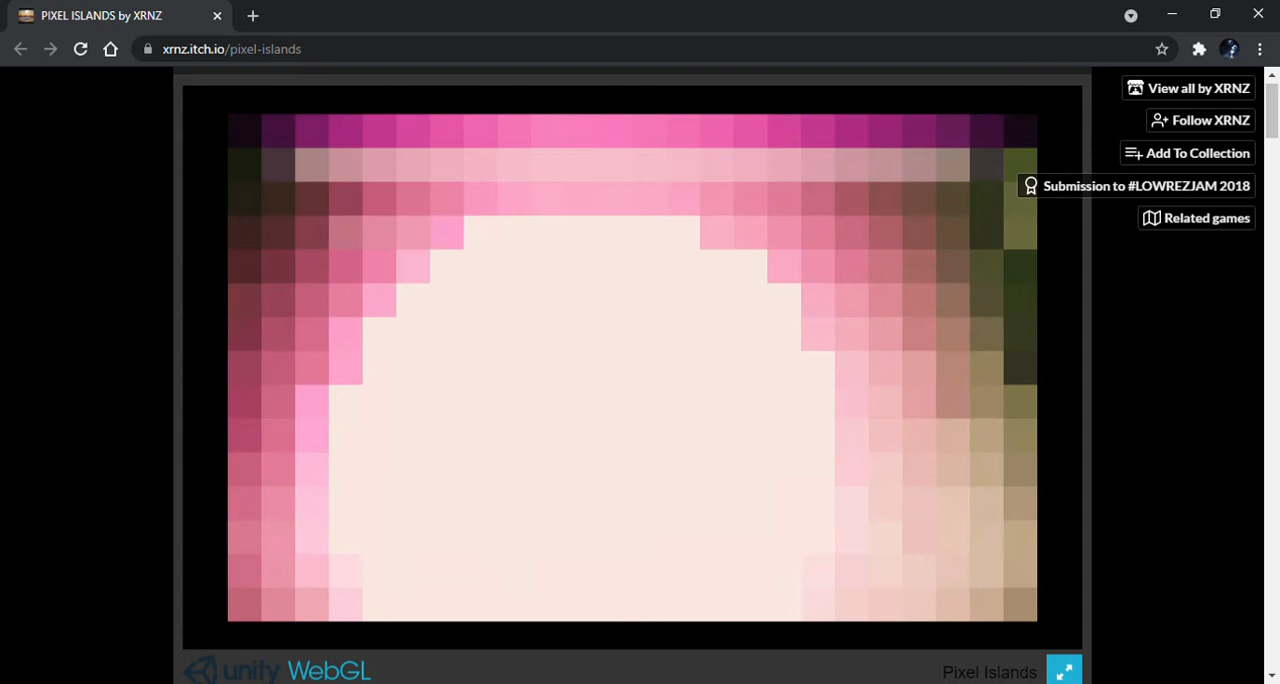 PIXEL ISLANDS by XRNZ
xrnz.itch.io/pixel-islands
View all by XRNZ
Follow XRNZ
Add To Collection
Submission to #LOWREZJAM 2018
Related games
unity WebGL
Pixel Islands